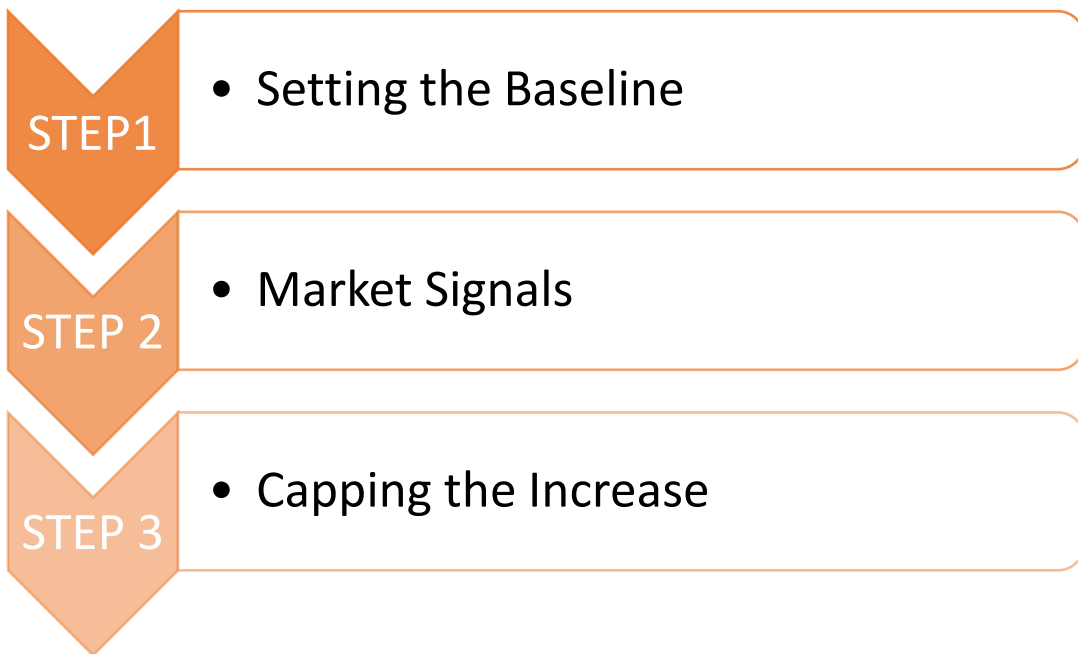 STEP1
• Setting the Baseline
STEP 2
• Market Signals
STEP 3
• Capping the Increase